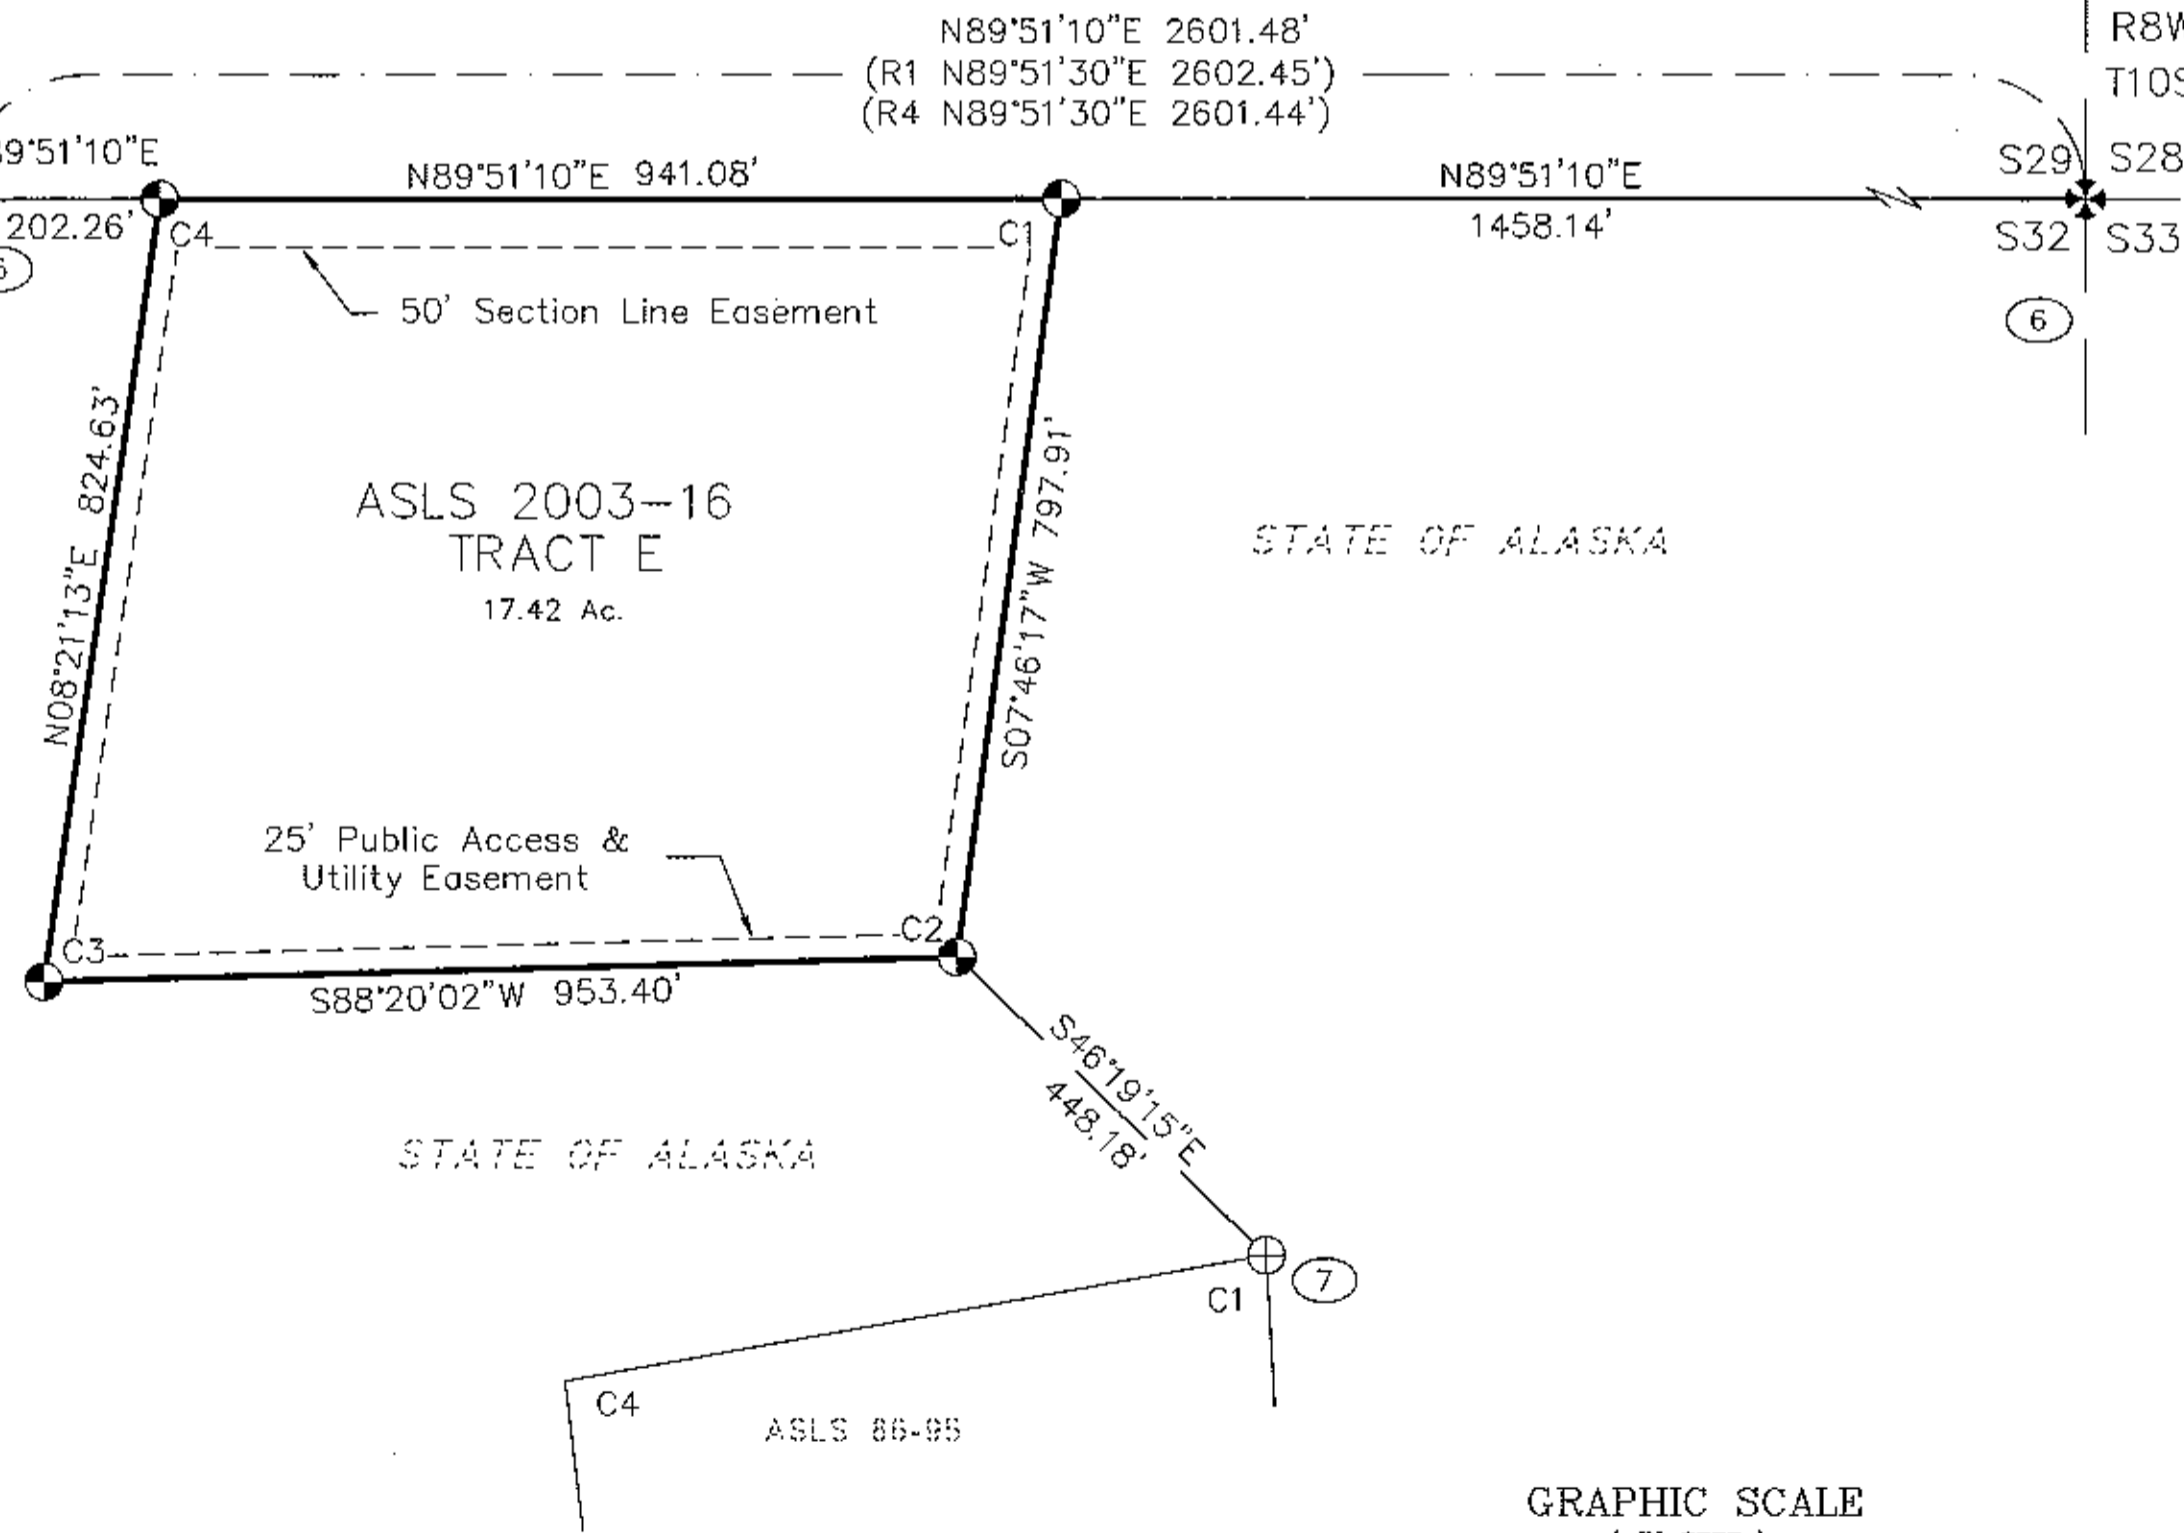 N89°51'10"E 2601.48'
(R1 N89°51'30"E 2602.45')
(R4 N89°51'30"E 2601.44')
R8W
T10S
9°51'10"E
N89°51'10"E 941.08'
N89°51'10"E
S29 S28
202.26'
C4
C1
1458.14'
S32 S33
50' Section Line Easement
6
N08°21'13"E 824.63'
S07°46'17"W 797.91'
ASLS 2003-16
TRACT E
17.42 Ac.
STATE OF ALASKA
25' Public Access &
Utility Easement
C3
C2
S88°20'02"W 953.40'
S46°19'15"E
448.18'
STATE OF ALASKA
C1
7
C4
ASLS 86-95
GRAPHIC SCALE